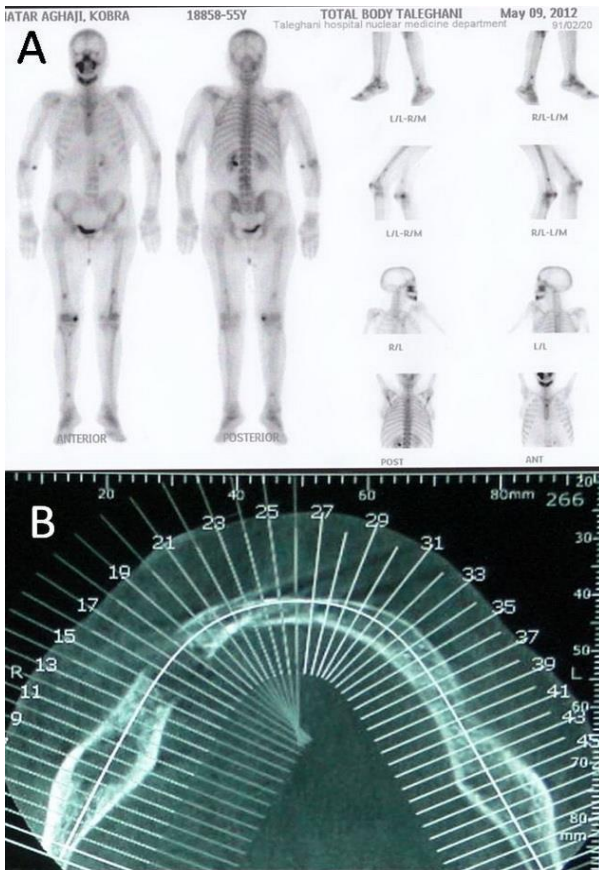 ATAR AGHAJI, KOBRA 18858-55Y TOTAL BODY TALEGHANI May 09, 2012
Taleghani hospital nuclear medicine department 91/02/20
A
L/L-R/M R/L-L/M
L/L-R/M R/L-L/M
R/L L/L
ANTERIOR POSTERIOR
POST ANT
B
20 40 60 80mm 20
266
30
40
50
60
70
80
mm
R
L
9
11
13
15
17
19
21
23
25
27
29
31
33
35
37
39
41
43
45